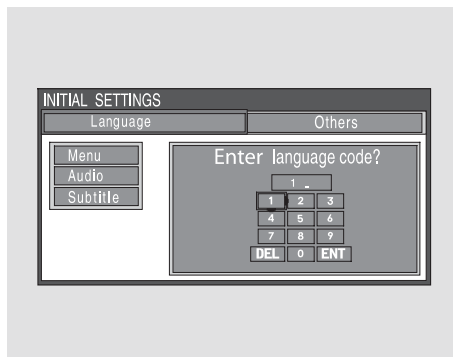 INITIAL SETTINGS
Language Others
Menu
Audio
Subtitle
Enter language code?
1 _
1 2 3
4 5 6
7 8 9
DEL 0 ENT